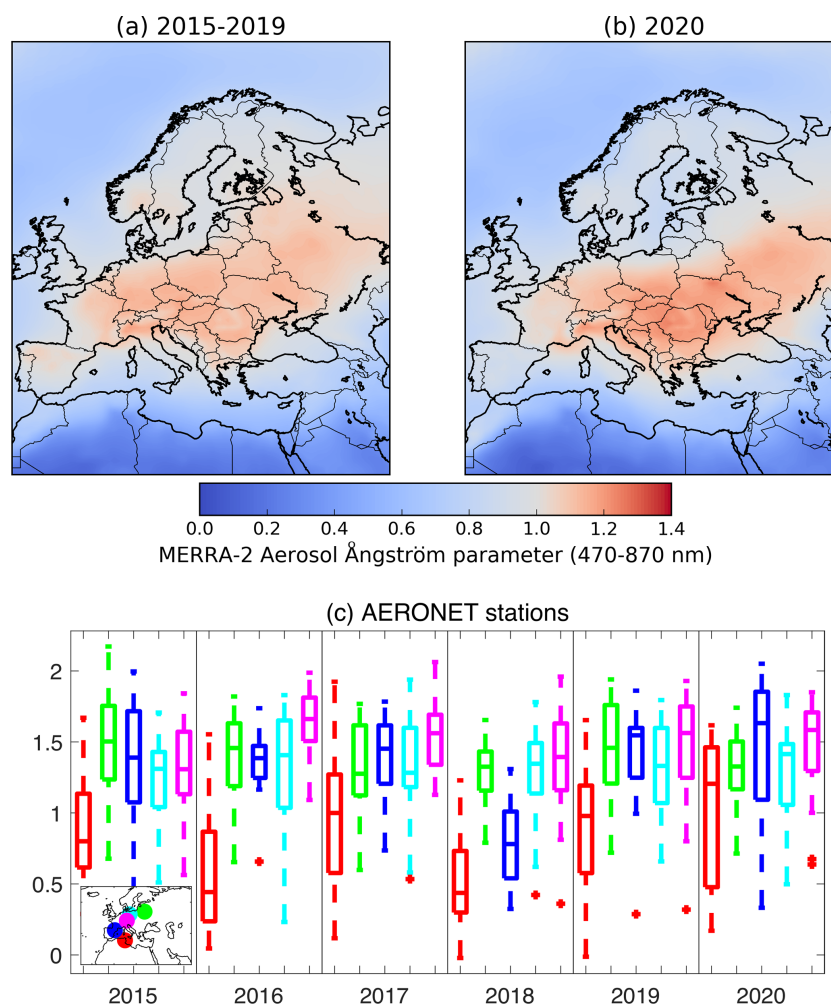 (a) 2015-2019
(b) 2020
0.0 0.2 0.4 0.6 0.8 1.0 1.2 1.4
MERRA-2 Aerosol Ångström parameter (470-870 nm)
(c) AERONET stations
2
1.5
1
0.5
0
2015 2016 2017 2018 2019 2020